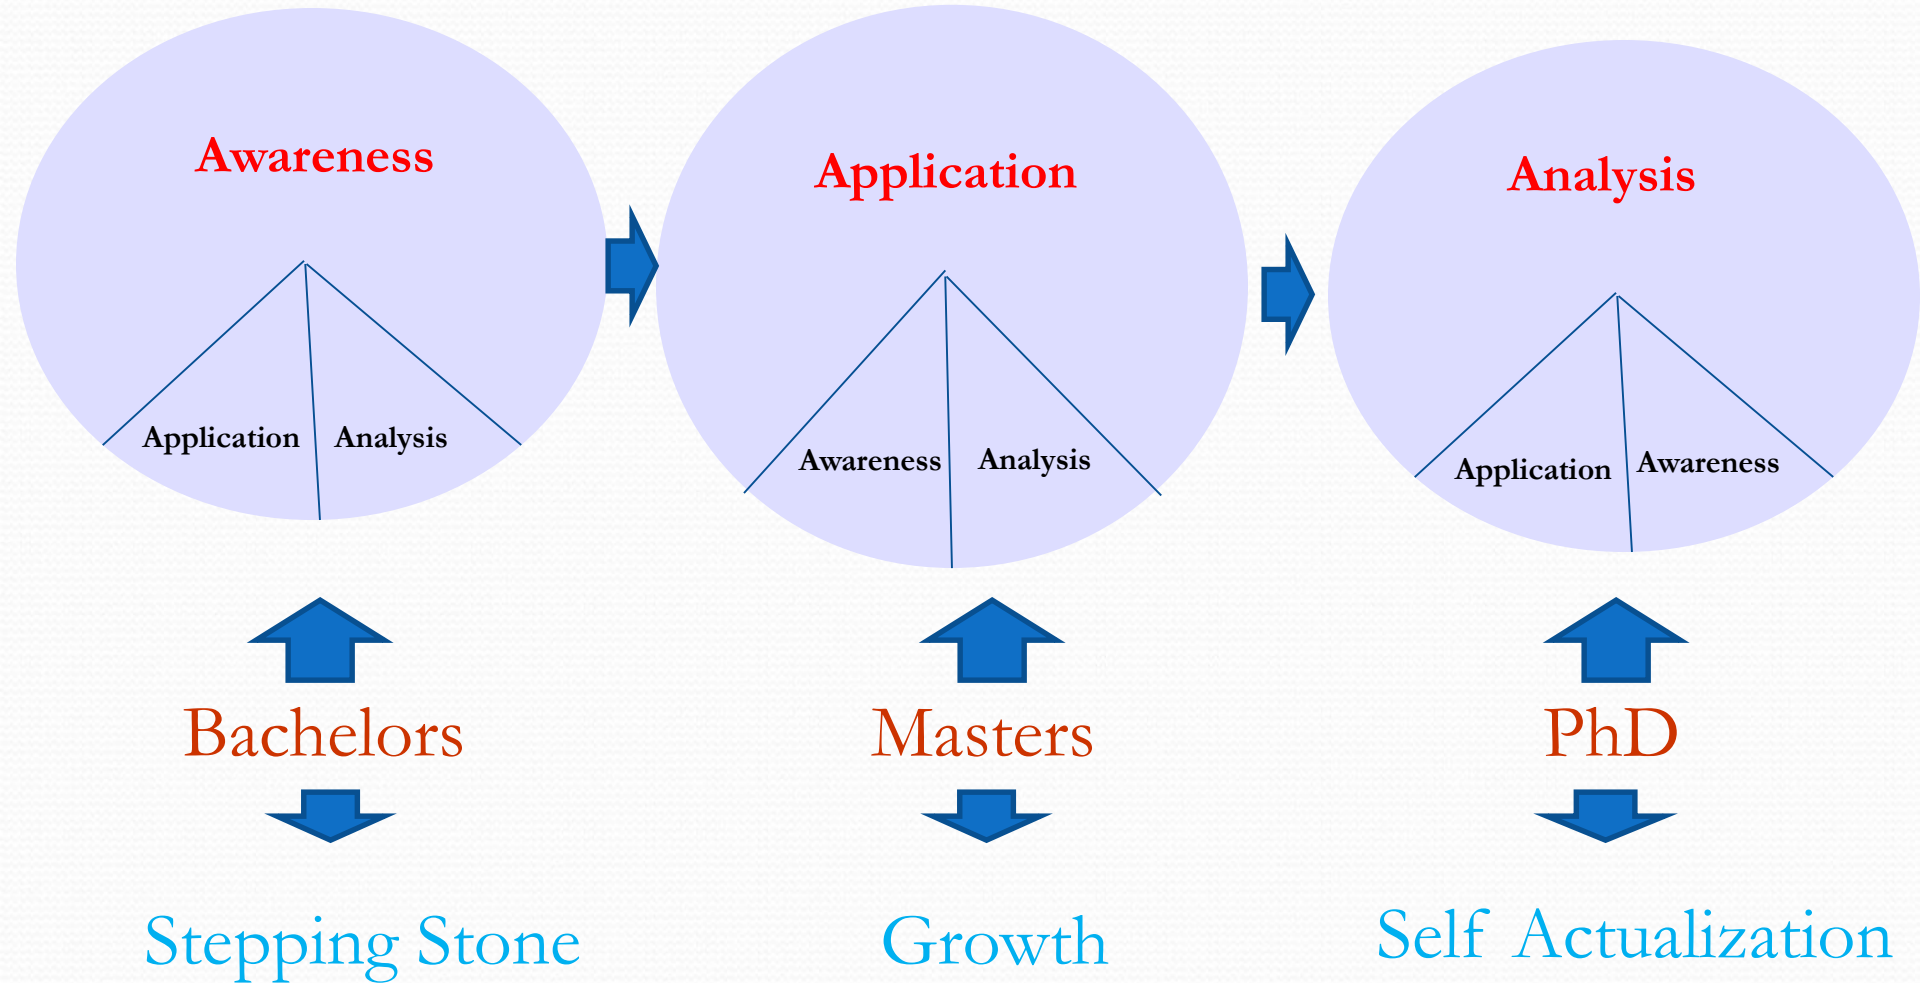 Awareness
Application
Analysis
Application
Analysis
Awareness
Analysis
Application
Awareness
Bachelors
Masters
PhD
Stepping Stone
Growth
Self Actualization